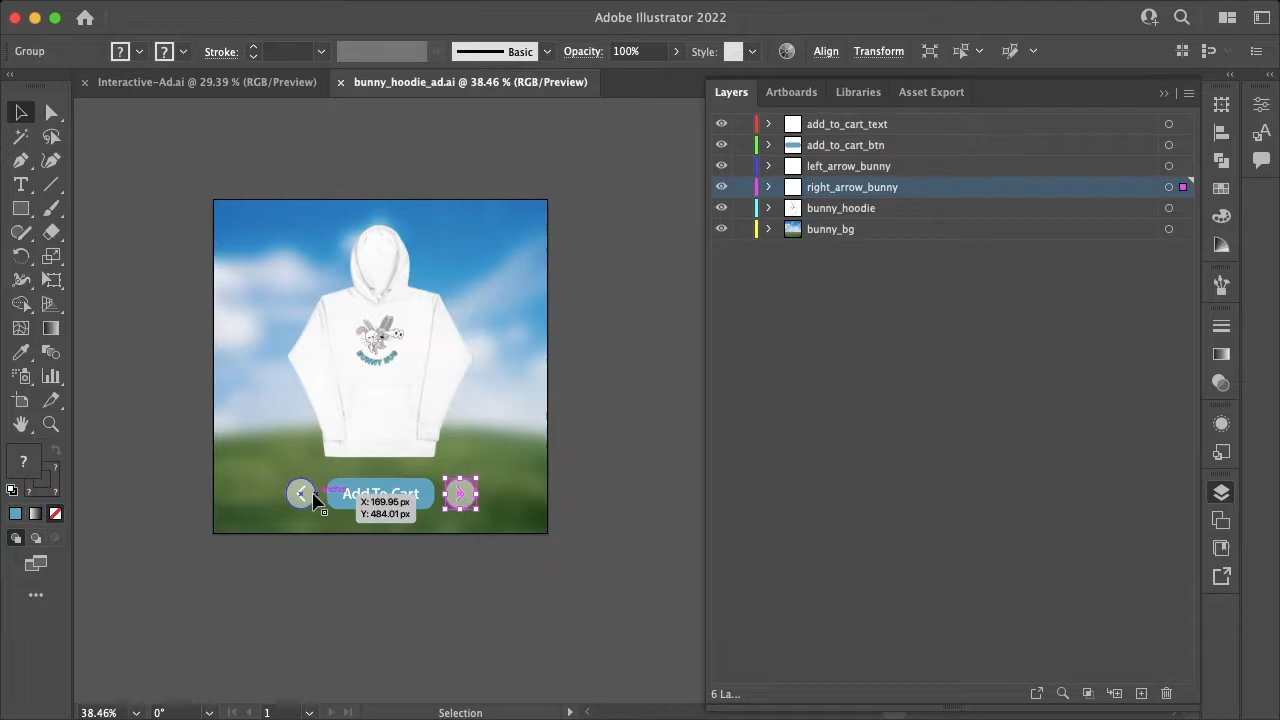 Adobe Illustrator 2022
Group
?
?
Stroke:
Basic
Opacity:
100%
Style:
Align
Transform
Interactive-Ad.ai @ 29.39 % (RGB/Preview)
bunny_hoodie_ad.ai @ 38.46 % (RGB/Preview)
Layers
Artboards
Libraries
Asset Export
add_to_cart_text
add_to_cart_btn
left_arrow_bunny
right_arrow_bunny
bunny_hoodie
bunny_bg
BUNNY HUG
Add To Cart
X: 169.95 px
Y: 484.01 px
?
?
?
?
6 La...
38.46%
0°
1
Selection